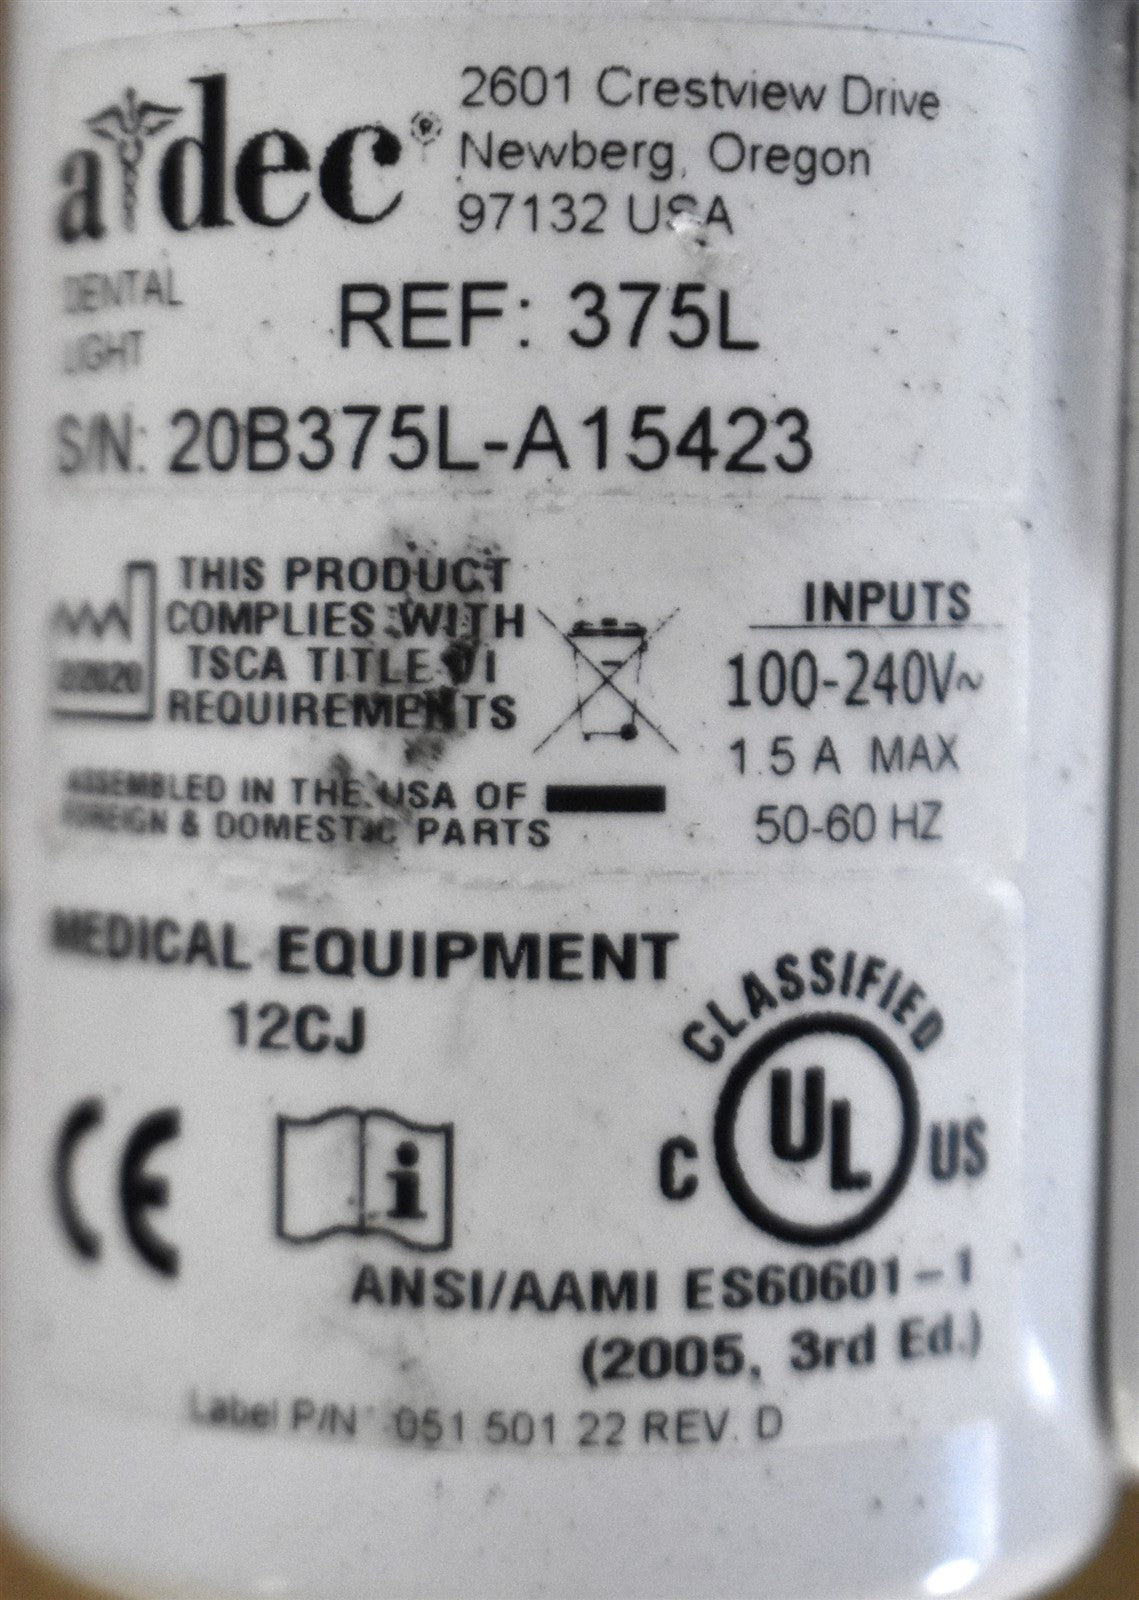 a dec®
2601 Crestview Drive
Newberg, Oregon
97132 USA
DENTAL
LIGHT
REF: 375L
S/N: 20B375L-A15423
THIS PRODUCT
COMPLIES WITH
TSCA TITLE VI
REQUIREMENTS
2/2020
ASSEMBLED IN THE USA OF
FOREIGN & DOMESTIC PARTS
INPUTS
100-240V~
1.5 A MAX
50-60 HZ
MEDICAL EQUIPMENT
12CJ
CLASSIFIED
C UL US
CE
i
ANSI/AAMI ES60601-1
(2005, 3rd Ed.)
Label P/N 051 501 22 REV. D